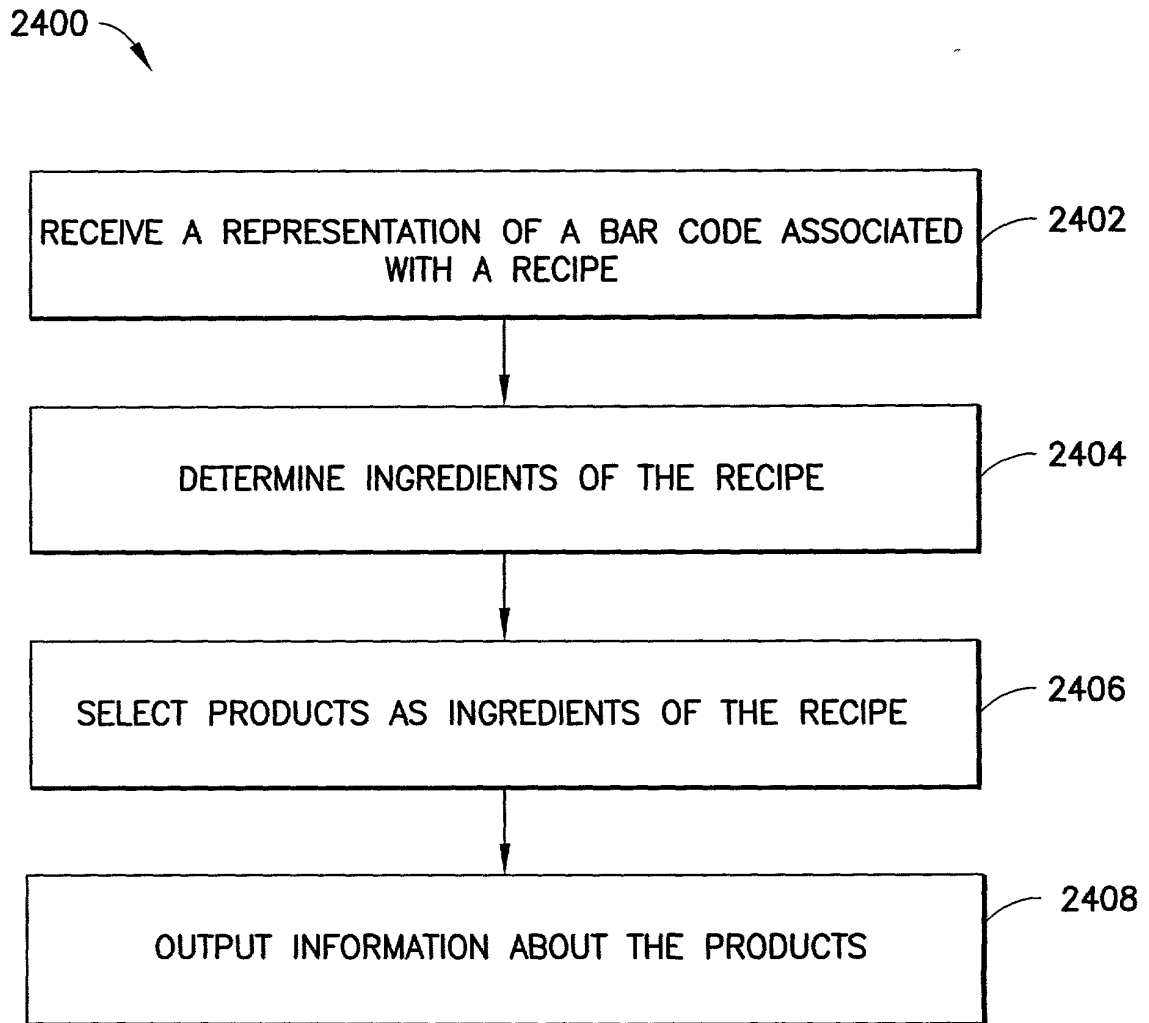 2400
RECEIVE A REPRESENTATION OF A BAR CODE ASSOCIATED
WITH A RECIPE
2402
DETERMINE INGREDIENTS OF THE RECIPE
2404
SELECT PRODUCTS AS INGREDIENTS OF THE RECIPE
2406
OUTPUT INFORMATION ABOUT THE PRODUCTS
2408